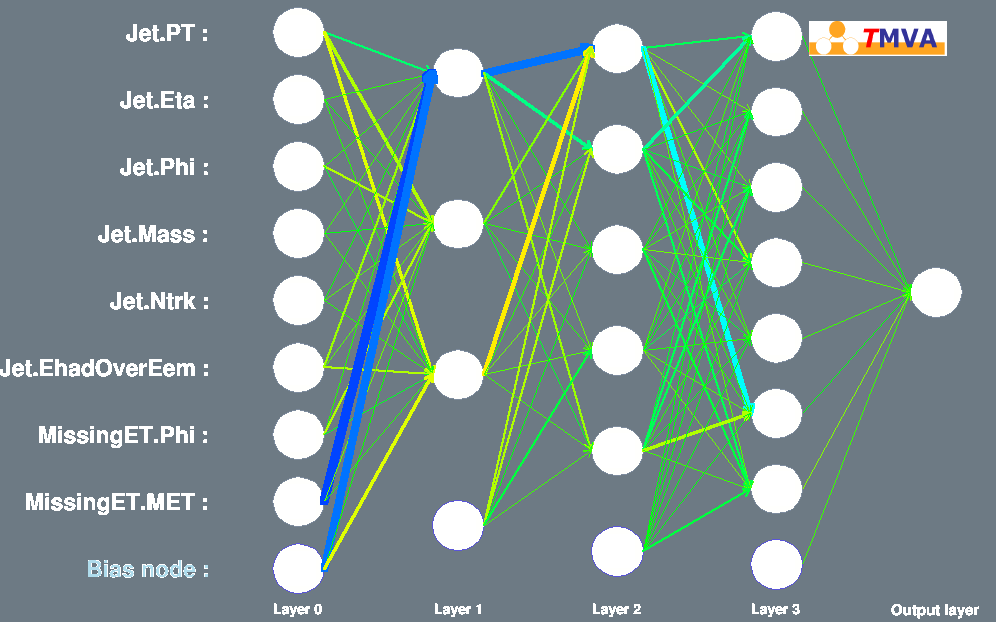 Jet.PT :
TMVA
Jet.Eta :
Jet.Phi :
Jet.Mass :
Jet.Ntrk :
Jet.EhadOverEem :
MissingET.Phi :
MissingET.MET :
Bias node :
Layer 0 Layer 1 Layer 2 Layer 3 Output layer